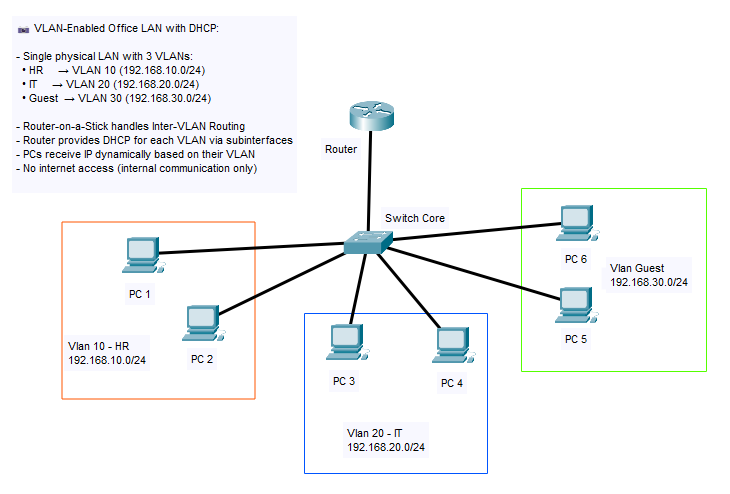 VLAN-Enabled Office LAN with DHCP:
- Single physical LAN with 3 VLANs:
• HR → VLAN 10 (192.168.10.0/24)
• IT → VLAN 20 (192.168.20.0/24)
• Guest → VLAN 30 (192.168.30.0/24)
- Router-on-a-Stick handles Inter-VLAN Routing
- Router provides DHCP for each VLAN via subinterfaces
- PCs receive IP dynamically based on their VLAN
- No internet access (internal communication only)
Router
Switch Core
PC 1
PC 2
Vlan 10 - HR
192.168.10.0/24
PC 3
PC 4
Vlan 20 - IT
192.168.20.0/24
PC 6
Vlan Guest
192.168.30.0/24
PC 5